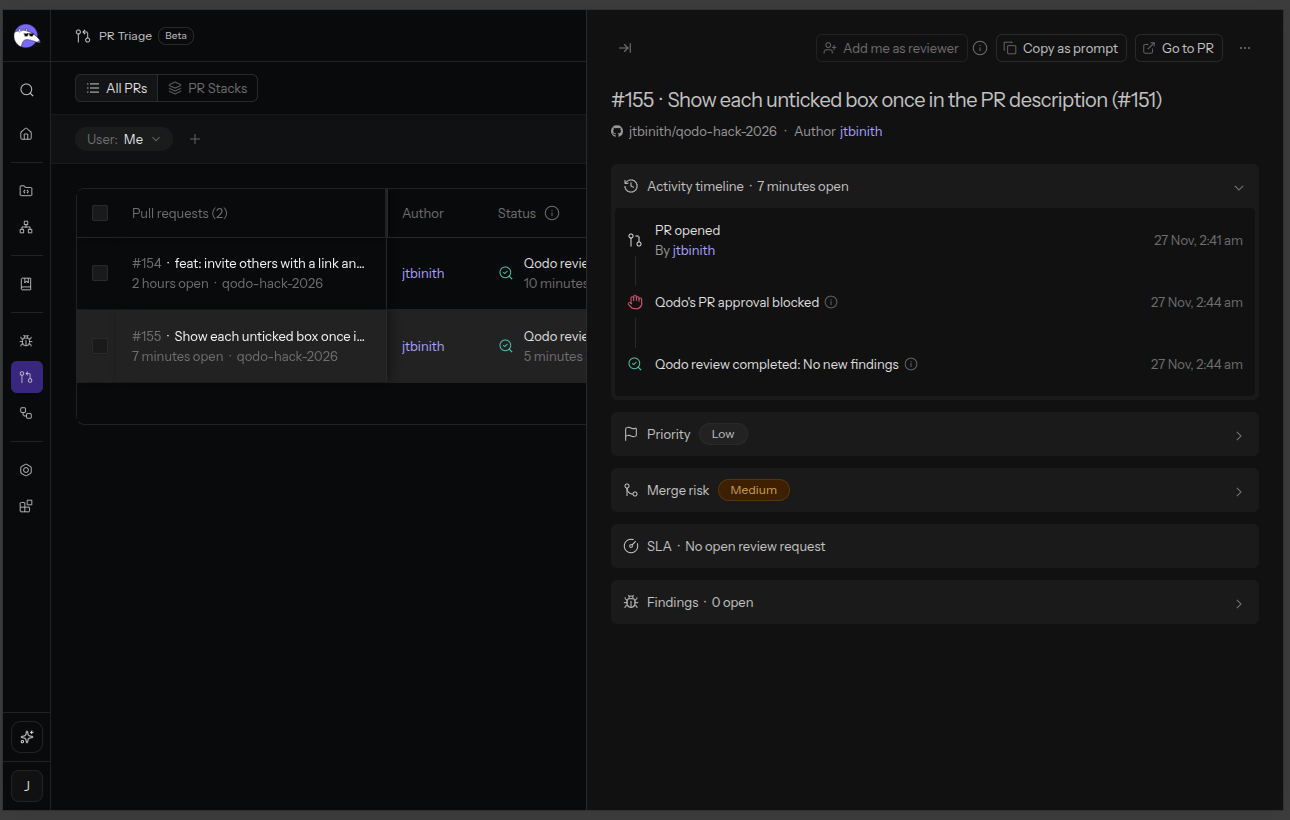 PR Triage Beta
All PRs PR Stacks
User: Me
Pull requests (2) Author Status
#154 · feat: invite others with a link an… jtbinith Qodo revie
2 hours open · qodo-hack-2026 10 minutes
#155 · Show each unticked box once i… jtbinith Qodo revie
7 minutes open · qodo-hack-2026 5 minutes
J
Add me as reviewer Copy as prompt Go to PR
#155 · Show each unticked box once in the PR description (#151)
jtbinith/qodo-hack-2026 · Author jtbinith
Activity timeline · 7 minutes open
PR opened
By jtbinith
27 Nov, 2:41 am
Qodo's PR approval blocked 27 Nov, 2:44 am
Qodo review completed: No new findings 27 Nov, 2:44 am
Priority Low
Merge risk Medium
SLA · No open review request
Findings · 0 open